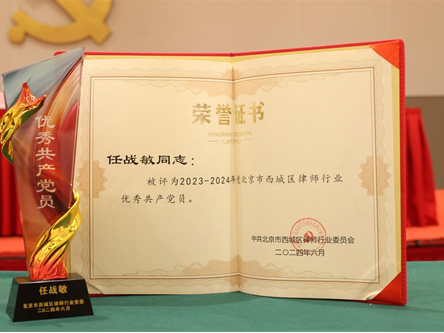 优秀共产党员
任战敏
北京市西城区律师行业党委
二〇二四年六月
荣誉证书
任战敏同志：
被评为2023-2024年度北京市西城区律师行业
优秀共产党员。
中共北京市西城区律师行业委员会
二〇二四年六月